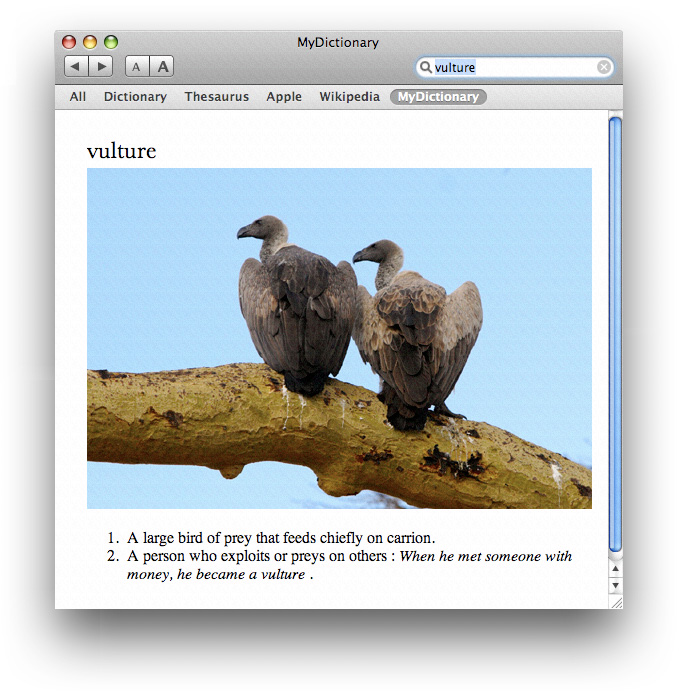 MyDictionary
A A vulture
All Dictionary Thesaurus Apple Wikipedia MyDictionary
vulture
1. A large bird of prey that feeds chiefly on carrion.
2. A person who exploits or preys on others : When he met someone with
money, he became a vulture .